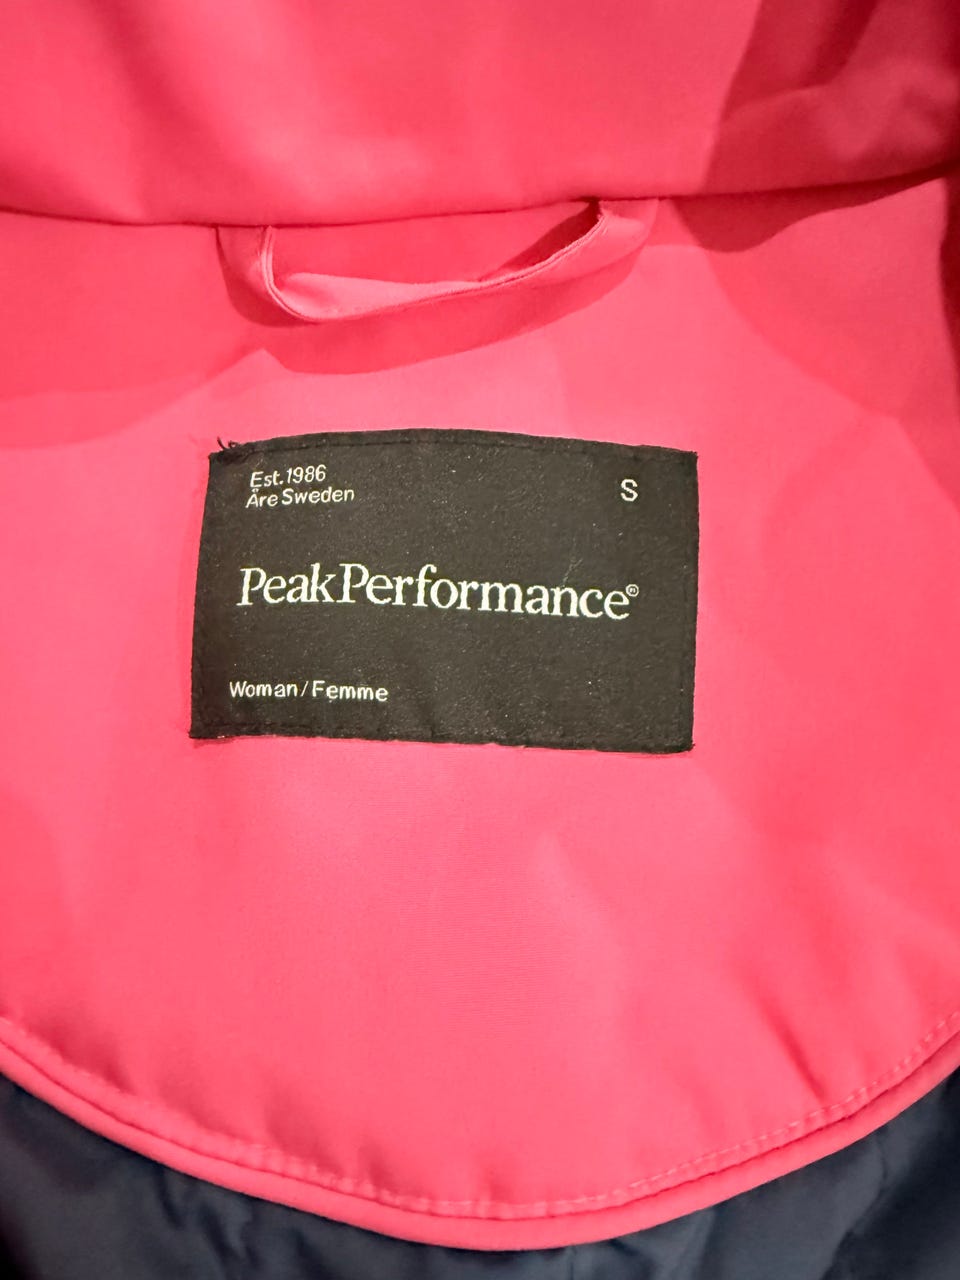 Est.1986
Åre Sweden
S
PeakPerformance®
Woman/Femme